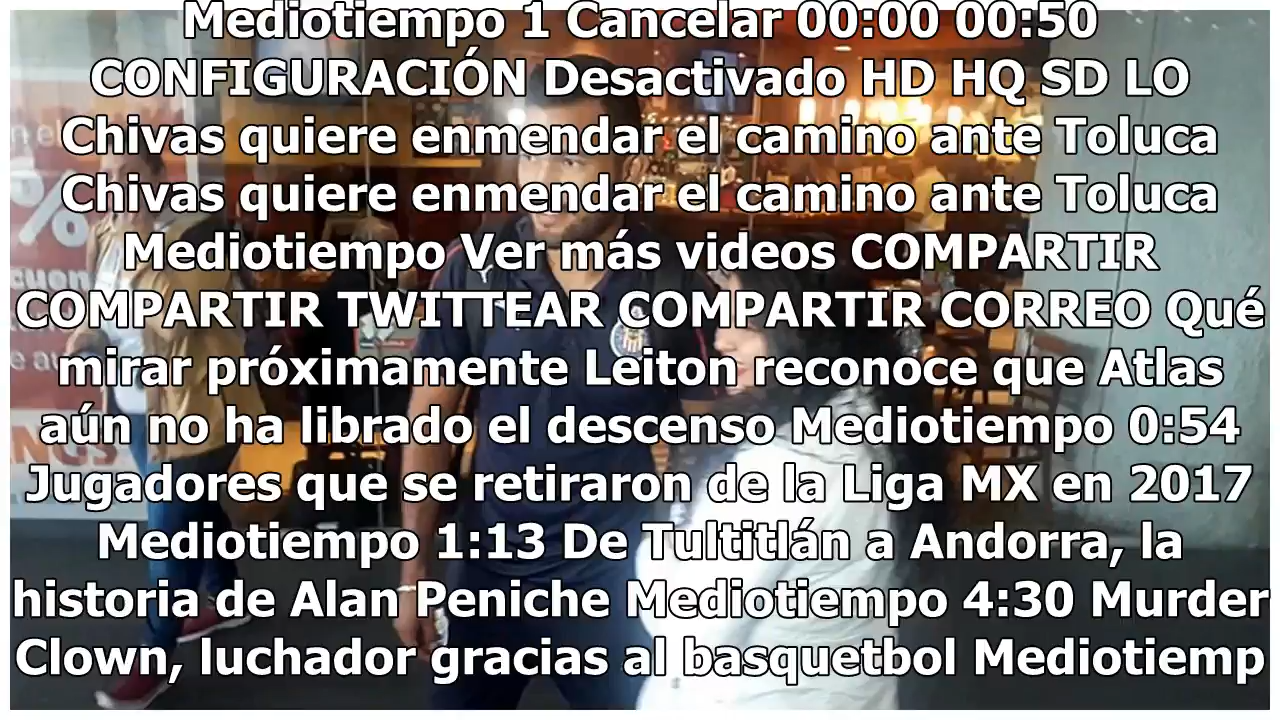 Mediotiempo 1 Cancelar 00:00 00:50
CONFIGURACIÓN Desactivado HD HQ SD LO
Chivas quiere enmendar el camino ante Toluca
Chivas quiere enmendar el camino ante Toluca
Mediotiempo Ver más videos COMPARTIR
COMPARTIR TWITTEAR COMPARTIR CORREO Qué
mirar próximamente Leiton reconoce que Atlas
aún no ha librado el descenso Mediotiempo 0:54
Jugadores que se retiraron de la Liga MX en 2017
Mediotiempo 1:13 De Tultitlán a Andorra, la
historia de Alan Peniche Mediotiempo 4:30 Murder
Clown, luchador gracias al basquetbol Mediotiemp
%